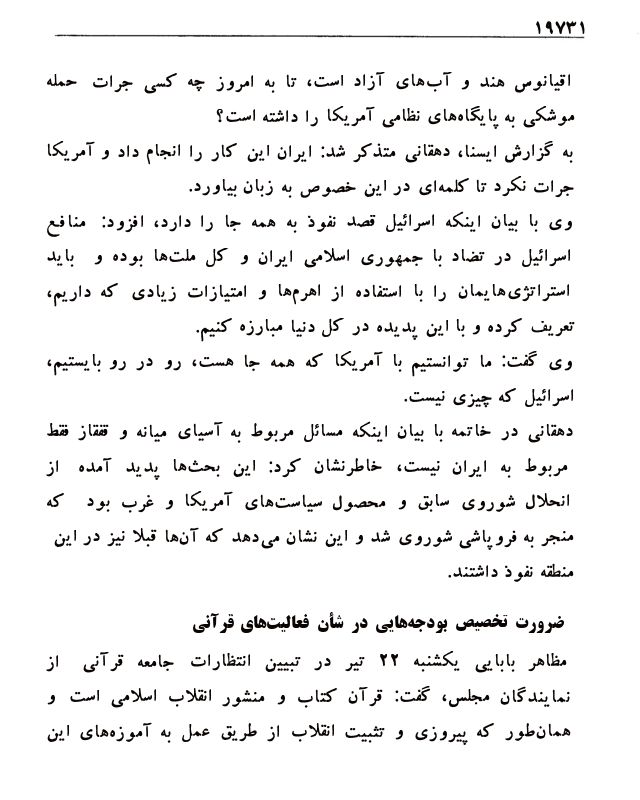 ۱۹۷۳۱
اقیانوس هند و آب‌های آزاد است، تا به امروز چه کسی جرات حمله
موشکی به پایگاه‌های نظامی آمریکا را داشته است؟
به گزارش ایسنا، دهقانی متذکر شد: ایران این کار را انجام داد و آمریکا
جرات نکرد تا کلمه‌ای در این خصوص به زبان بیاورد.
وی با بیان اینکه اسرائیل قصد نفوذ به همه جا را دارد، افزود: منافع
اسرائیل در تضاد با جمهوری اسلامی ایران و کل ملت‌ها بوده و باید
استراتژی‌هایمان را با استفاده از اهرم‌ها و امتیازات زیادی که داریم،
تعریف کرده و با این پدیده در کل دنیا مبارزه کنیم.
وی گفت: ما توانستیم با آمریکا که همه جا هست، رو در رو بایستیم،
اسرائیل که چیزی نیست.
دهقانی در خاتمه با بیان اینکه مسائل مربوط به آسیای میانه و قفقاز فقط
مربوط به ایران نیست، خاطرنشان کرد: این بحث‌ها پدید آمده از
انحلال شوروی سابق و محصول سیاست‌های آمریکا و غرب بود که
منجر به فروپاشی شوروی شد و این نشان می‌دهد که آن‌ها قبلا نیز در این
منطقه نفوذ داشتند.
ضرورت تخصیص بودجه‌هایی در شأن فعالیت‌های قرآنی
مظاهر بابایی یکشنبه ۲۲ تیر در تبیین انتظارات جامعه قرآنی از
نمایندگان مجلس، گفت: قرآن کتاب و منشور انقلاب اسلامی است و
همان‌طور که پیروزی و تثبیت انقلاب از طریق عمل به آموزه‌های این